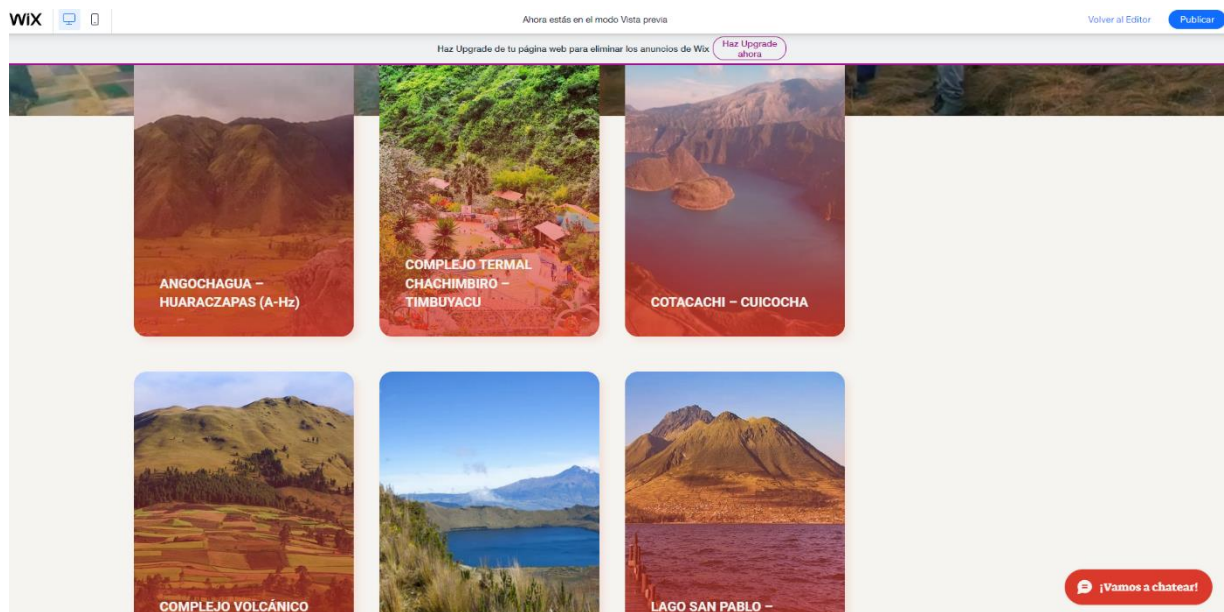 WiX
Ahora estás en el modo Vista previa
Volver al Editor
Publicar
Haz Upgrade de tu página web para eliminar los anuncios de Wix
Haz Upgrade
ahora
ANGOCHAGUA –
HUARACZAPAS (A-Hz)
COMPLEJO TERMAL
CHACHIMBIRO –
TIMBUYACU
COTACACHI – CUICOCHA
COMPLEJO VOLCÁNICO
LAGO SAN PABLO –
¡Vamos a chatear!